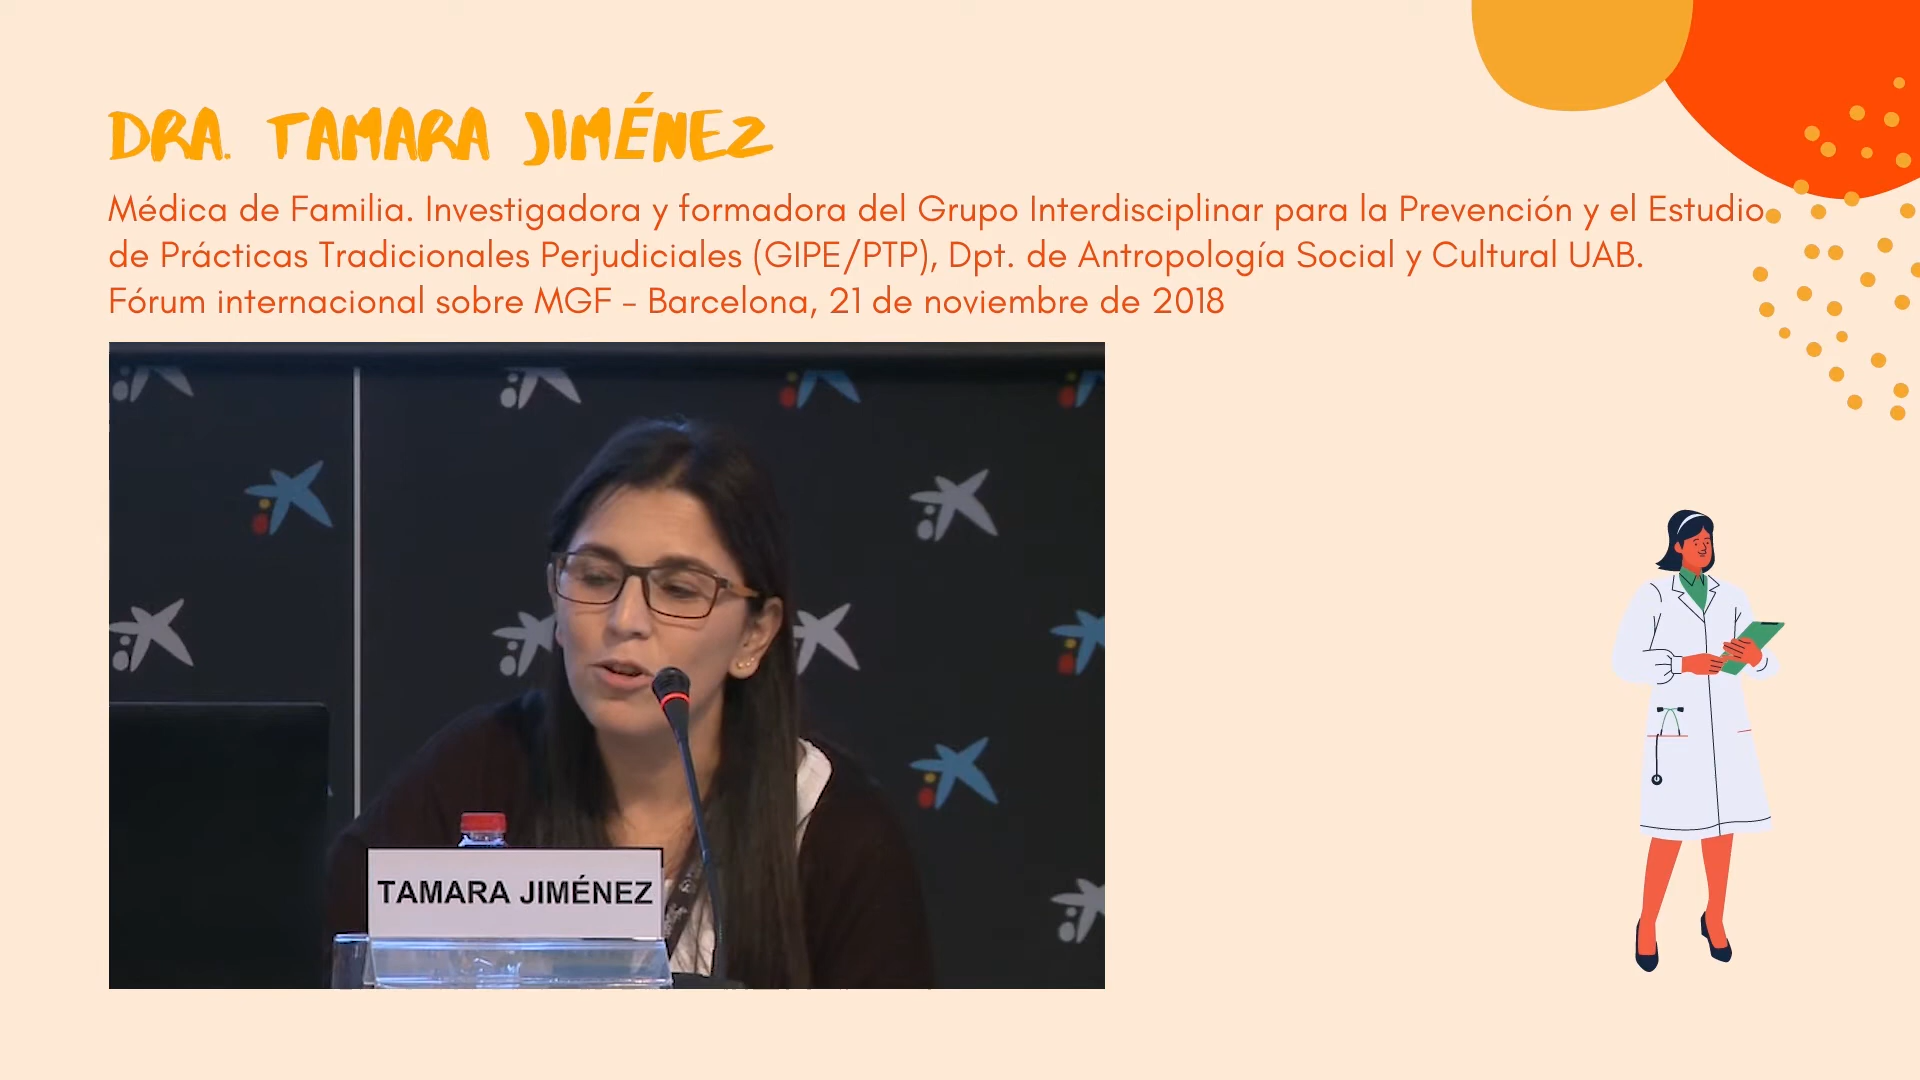 DRA. TAMARA JIMÉNEZ
Médica de Familia. Investigadora y formadora del Grupo Interdisciplinar para la Prevención y el Estudio
de Prácticas Tradicionales Perjudiciales (GIPE/PTP), Dpt. de Antropología Social y Cultural UAB.
Fórum internacional sobre MGF - Barcelona, 21 de noviembre de 2018
TAMARA JIMÉNEZ